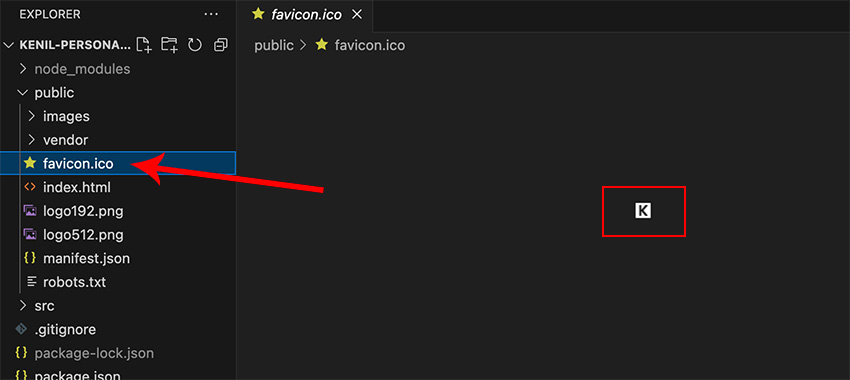 EXPLORER
KENIL-PERSONA...
node_modules
public
images
vendor
favicon.ico
index.html
logo192.png
logo512.png
manifest.json
robots.txt
src
.gitignore
package-lock.json
package.json
favicon.ico
public > favicon.ico
K